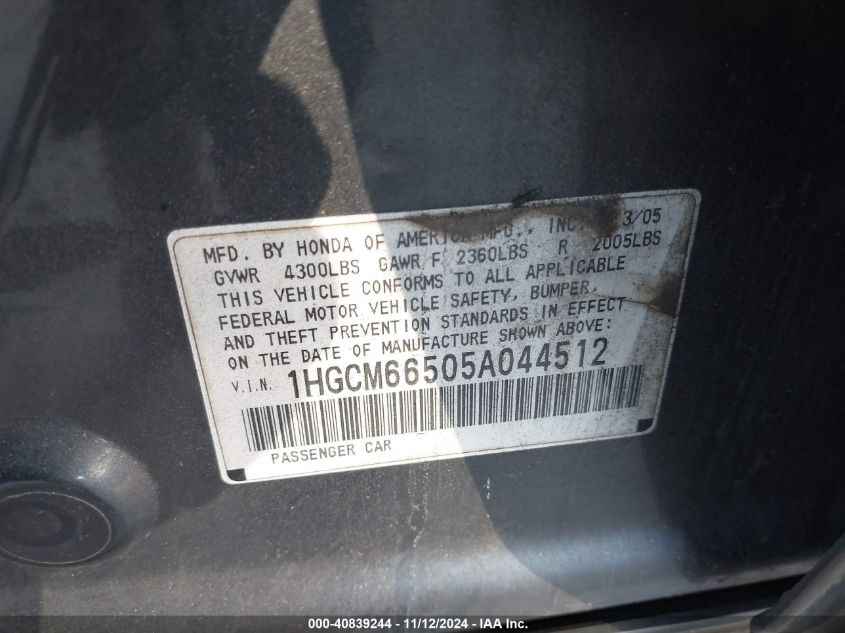 MFD. BY HONDA OF AMERICA MFG., INC. 3/05
GVWR 4300LBS GAWR F 2360LBS R 2005LBS
THIS VEHICLE CONFORMS TO ALL APPLICABLE
FEDERAL MOTOR VEHICLE SAFETY, BUMPER,
AND THEFT PREVENTION STANDARDS IN EFFECT
ON THE DATE OF MANUFACTURE SHOWN ABOVE:
V.I.N. 1HGCM66505A044512
PASSENGER CAR
000-40839244 - 11/12/2024 - IAA Inc.